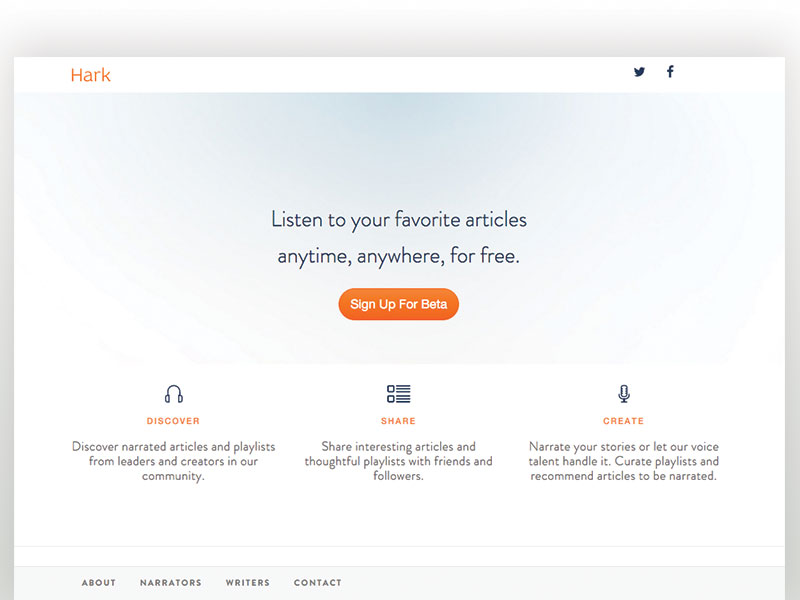 Hark
Listen to your favorite articles
anytime, anywhere, for free.
Sign Up For Beta
DISCOVER
Discover narrated articles and playlists
from leaders and creators in our
community.
SHARE
Share interesting articles and
thoughtful playlists with friends and
followers.
CREATE
Narrate your stories or let our voice
talent handle it. Curate playlists and
recommend articles to be narrated.
ABOUT NARRATORS WRITERS CONTACT